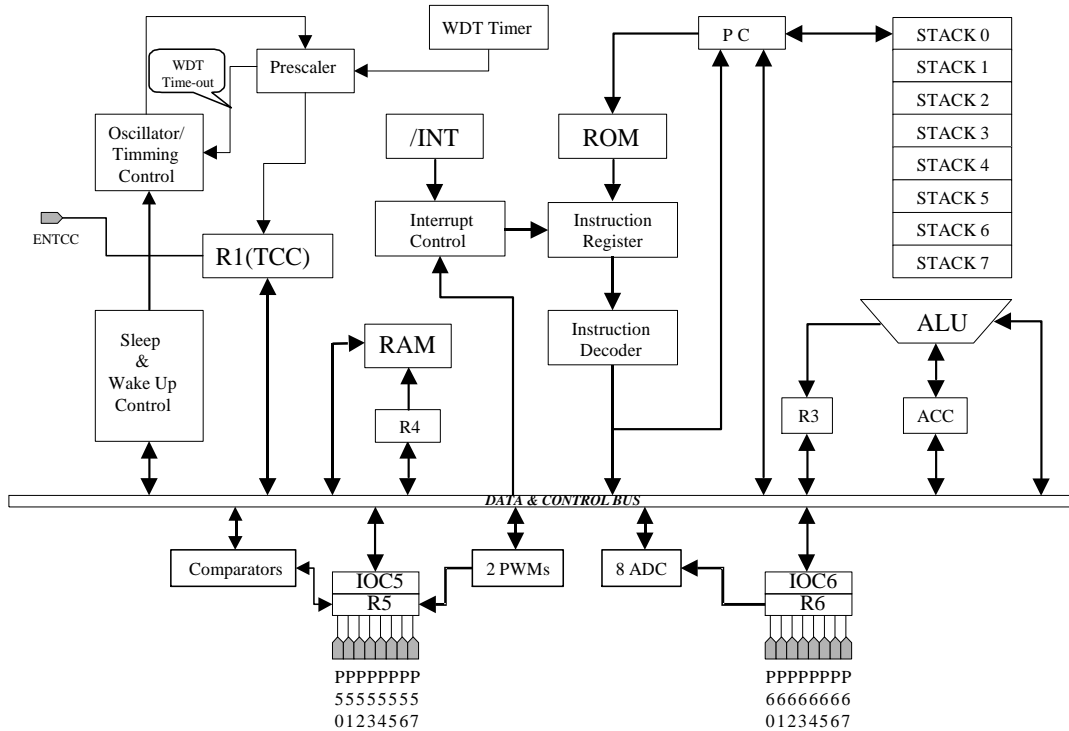 WDT Timer
P C
STACK 0
STACK 1
STACK 2
STACK 3
STACK 4
STACK 5
STACK 6
STACK 7
WDT
Time-out
Prescaler
Oscillator/
Timming
Control
/INT
ROM
ENTCC
R1(TCC)
Interrupt
Control
Instruction
Register
Sleep
&
Wake Up
Control
RAM
Instruction
Decoder
ALU
R4
R3
ACC
DATA & CONTROL BUS
Comparators
IOC5
R5
2 PWMs
8 ADC
IOC6
R6
PPPPPPPP
55555555
01234567
PPPPPPPP
66666666
01234567